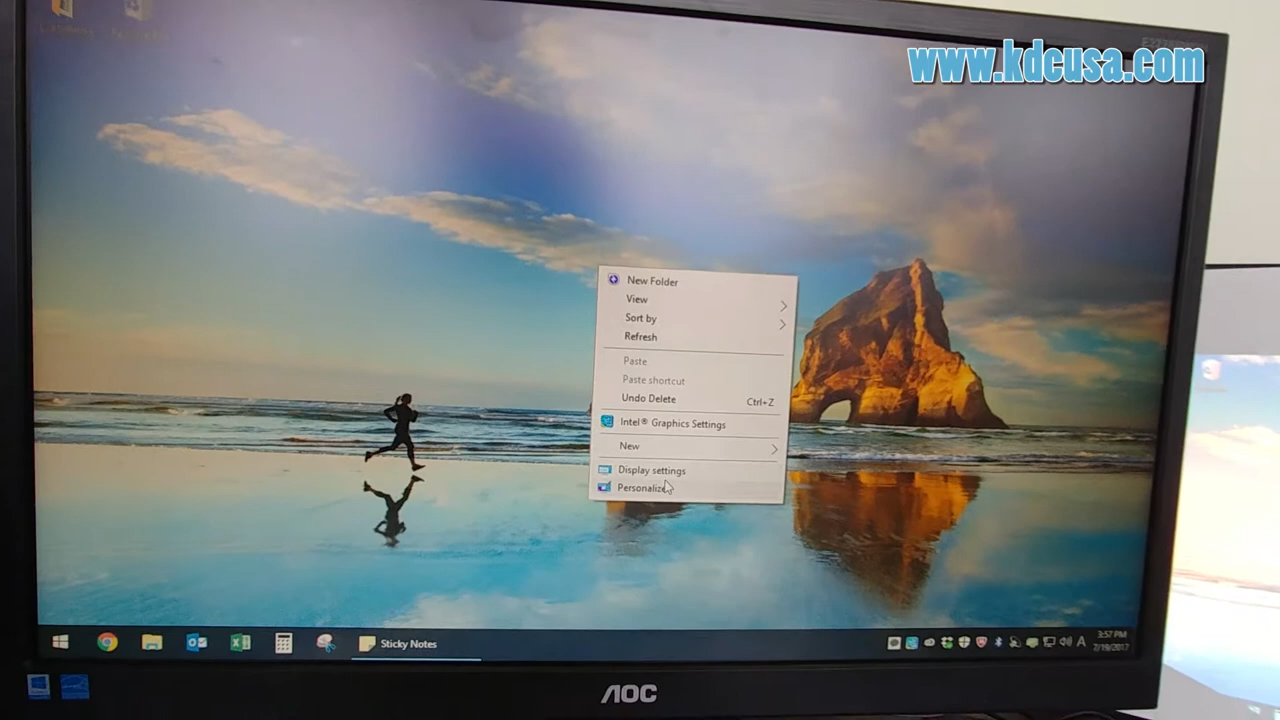 www.kdcusa.com
New Folder
View
Sort by
Refresh
Paste
Paste shortcut
Undo Delete Ctrl+Z
Intel® Graphics Settings
New
Display settings
Personalize
Sticky Notes
A
3:57 PM
7/19/2017
AOC